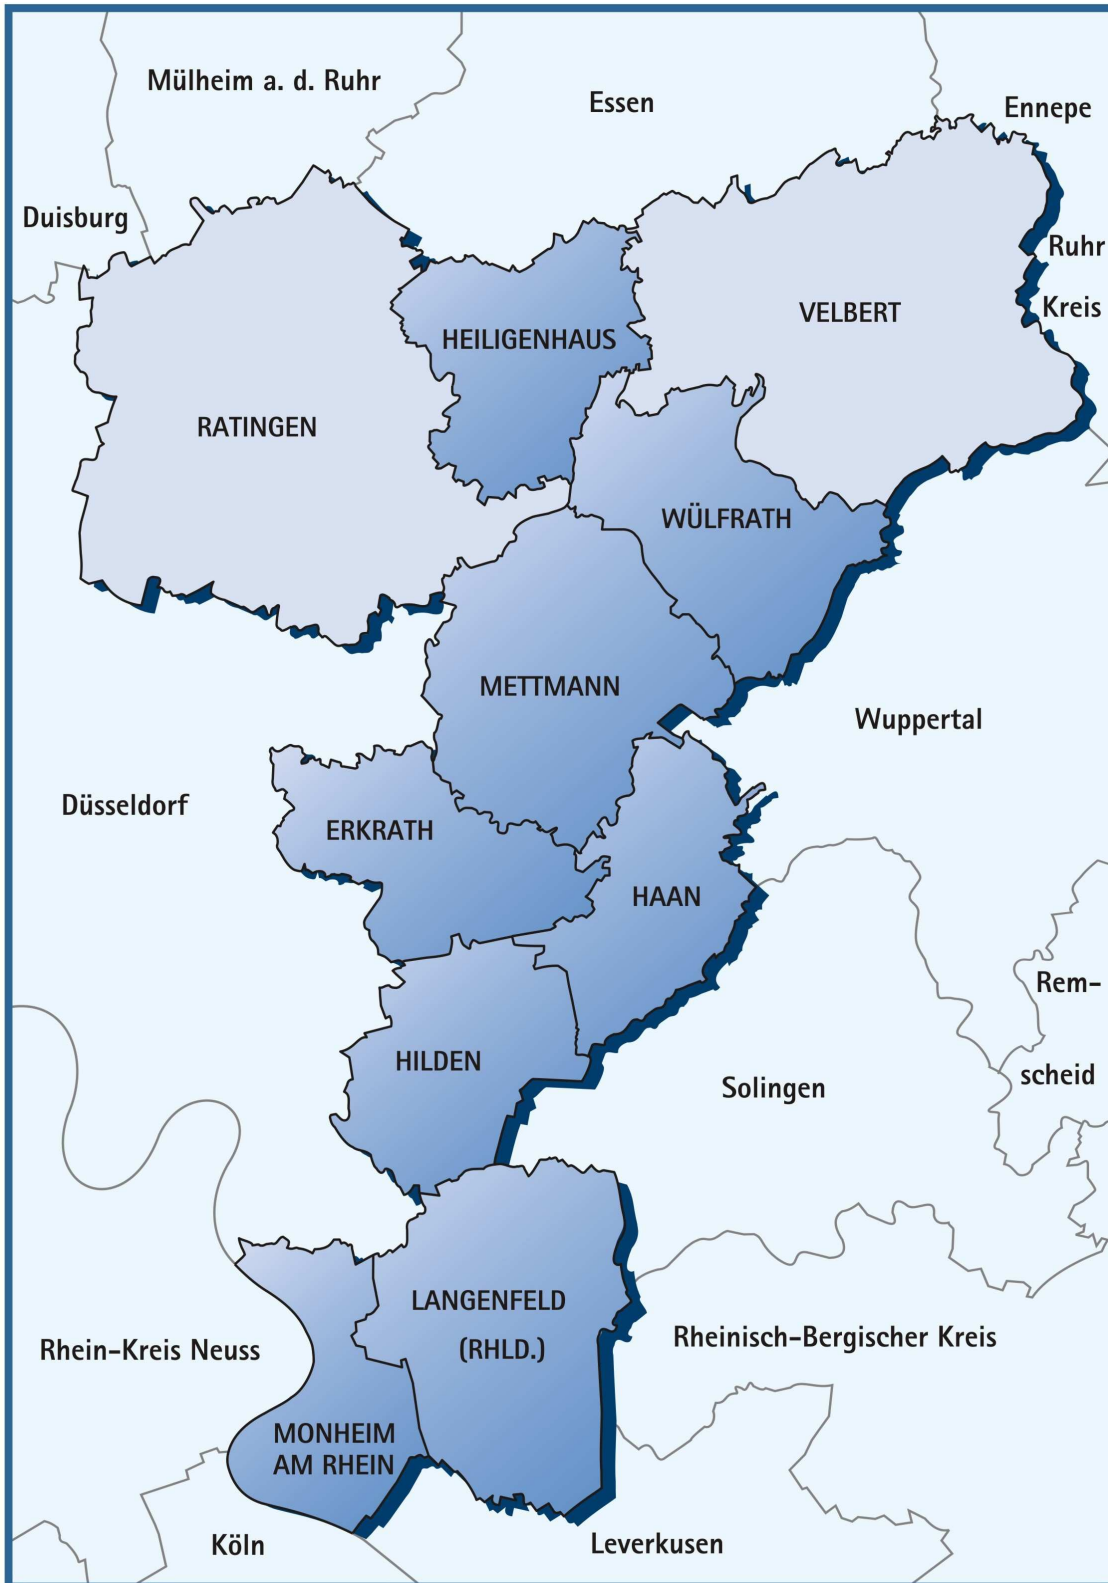 Mülheim a. d. Ruhr
Essen
Ennepe
Duisburg
Ruhr
Kreis
VELBERT
HEILIGENHAUS
RATINGEN
WÜLFRATH
METTMANN
Wuppertal
Düsseldorf
ERKRATH
HAAN
Rem-
scheid
HILDEN
Solingen
LANGENFELD
(RHLD.)
Rheinisch-Bergischer Kreis
Rhein-Kreis Neuss
MONHEIM
AM RHEIN
Köln
Leverkusen